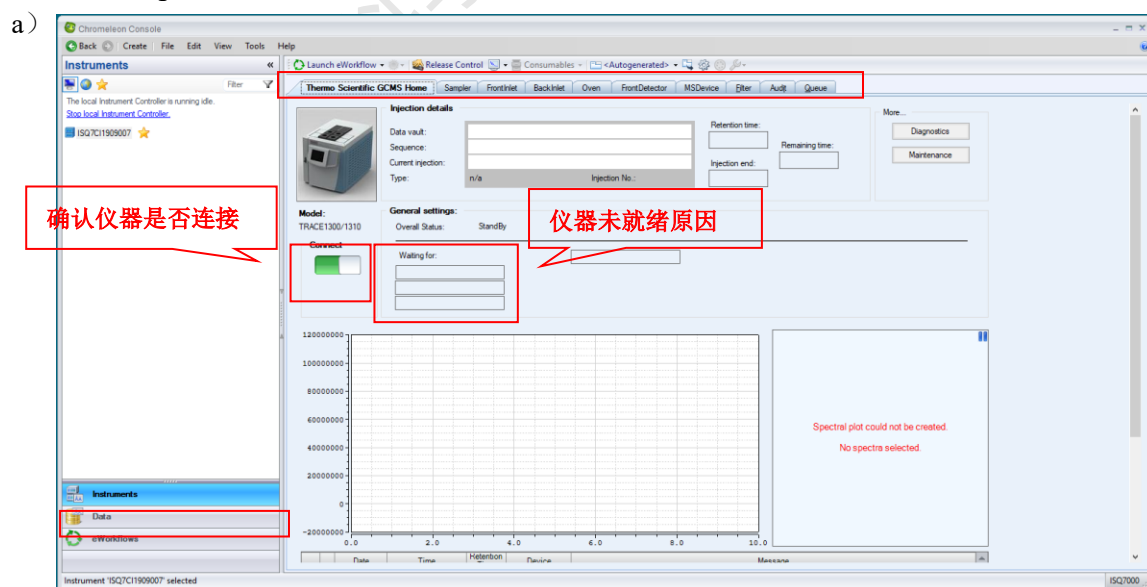 a）
Chromeleon Console
Back Create File Edit View Tools Help
Instruments «
Launch eWorkflow Release Control Consumables <Autogenerated>
Filter
Thermo Scientific GCMS Home Sampler FrontInlet BackInlet Oven FrontDetector MSDevice Filter Audit Queue
The local Instrument Controller is running idle.
Stop local Instrument Controller.
ISQ7CI1909007
Injection details
Data vault:
Sequence:
Current injection:
Type: n/a Injection No.:
Retention time:
Remaining time:
Injection end:
More...
Diagnostics
Maintenance
确认仪器是否连接
仪器未就绪原因
Model:
TRACE1300/1310
General settings:
Overall Status: StandBy
Connect
Waiting for:
120000000
100000000
80000000
60000000
40000000
20000000
0
-20000000
0.0 2.0 4.0 6.0 8.0 10.0
Spectral plot could not be created.
No spectra selected.
Instruments
Data
eWorkflows
Date Time Retention Device Message
Instrument 'ISQ7CI1909007' selected
ISQ7000